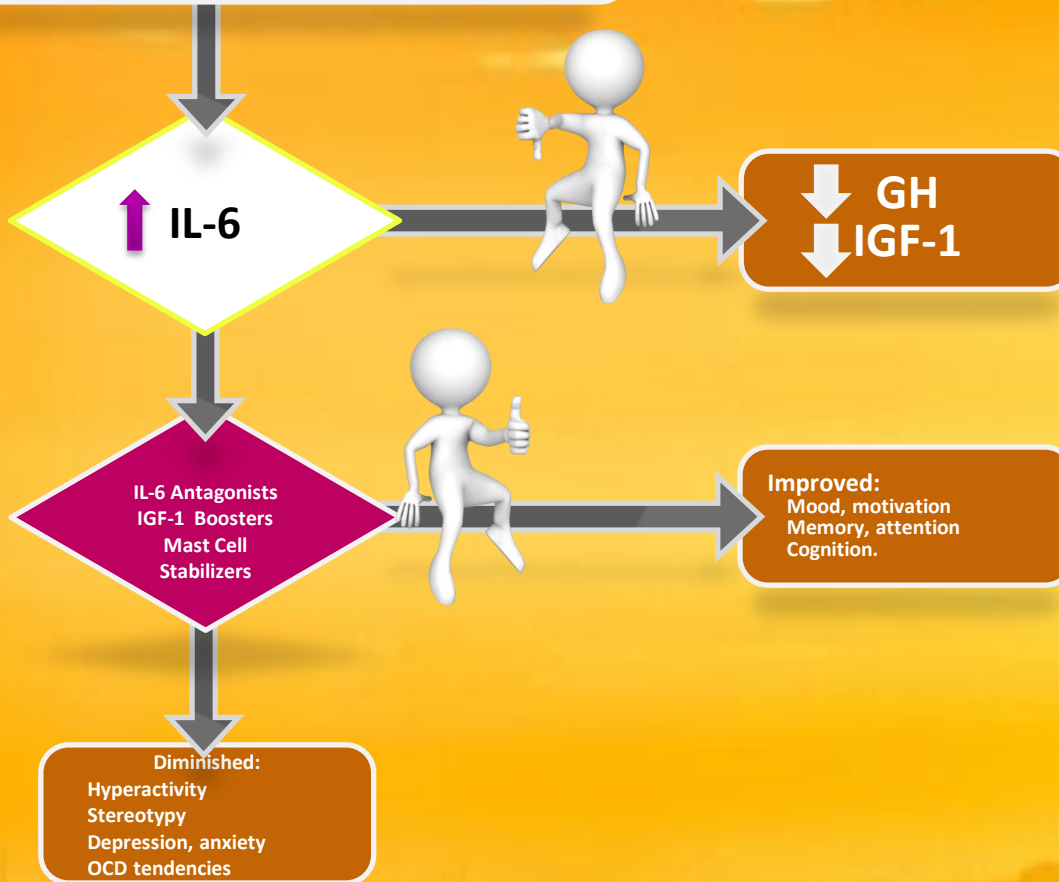 IL-6
GH
IGF-1
IL-6 Antagonists
IGF-1 Boosters
Mast Cell
Stabilizers
Improved:
Mood, motivation
Memory, attention
Cognition.
Diminished:
Hyperactivity
Stereotypy
Depression, anxiety
OCD tendencies